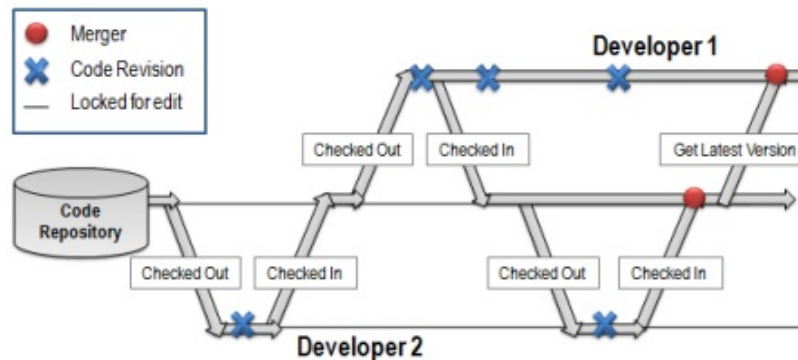 Merger
Code Revision
Locked for edit
Developer 1
Checked Out
Checked In
Get Latest Version
Code
Repository
Checked Out
Checked In
Checked Out
Checked In
Developer 2